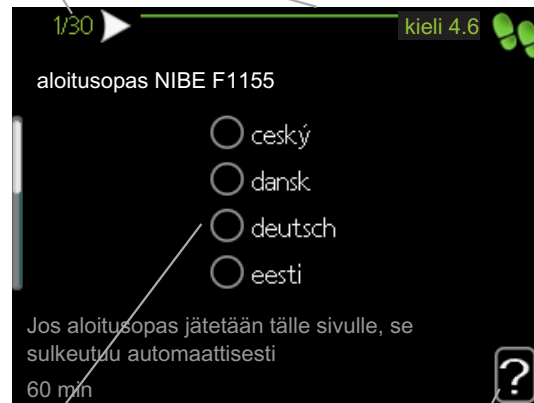 1/30
kieli 4.6
aloitusopas NIBE F1155
ceský
dansk
deutsch
eesti
Jos aloitusopas jätetään tälle sivulle, se
sulkeutuu automaattisesti
60 min
?